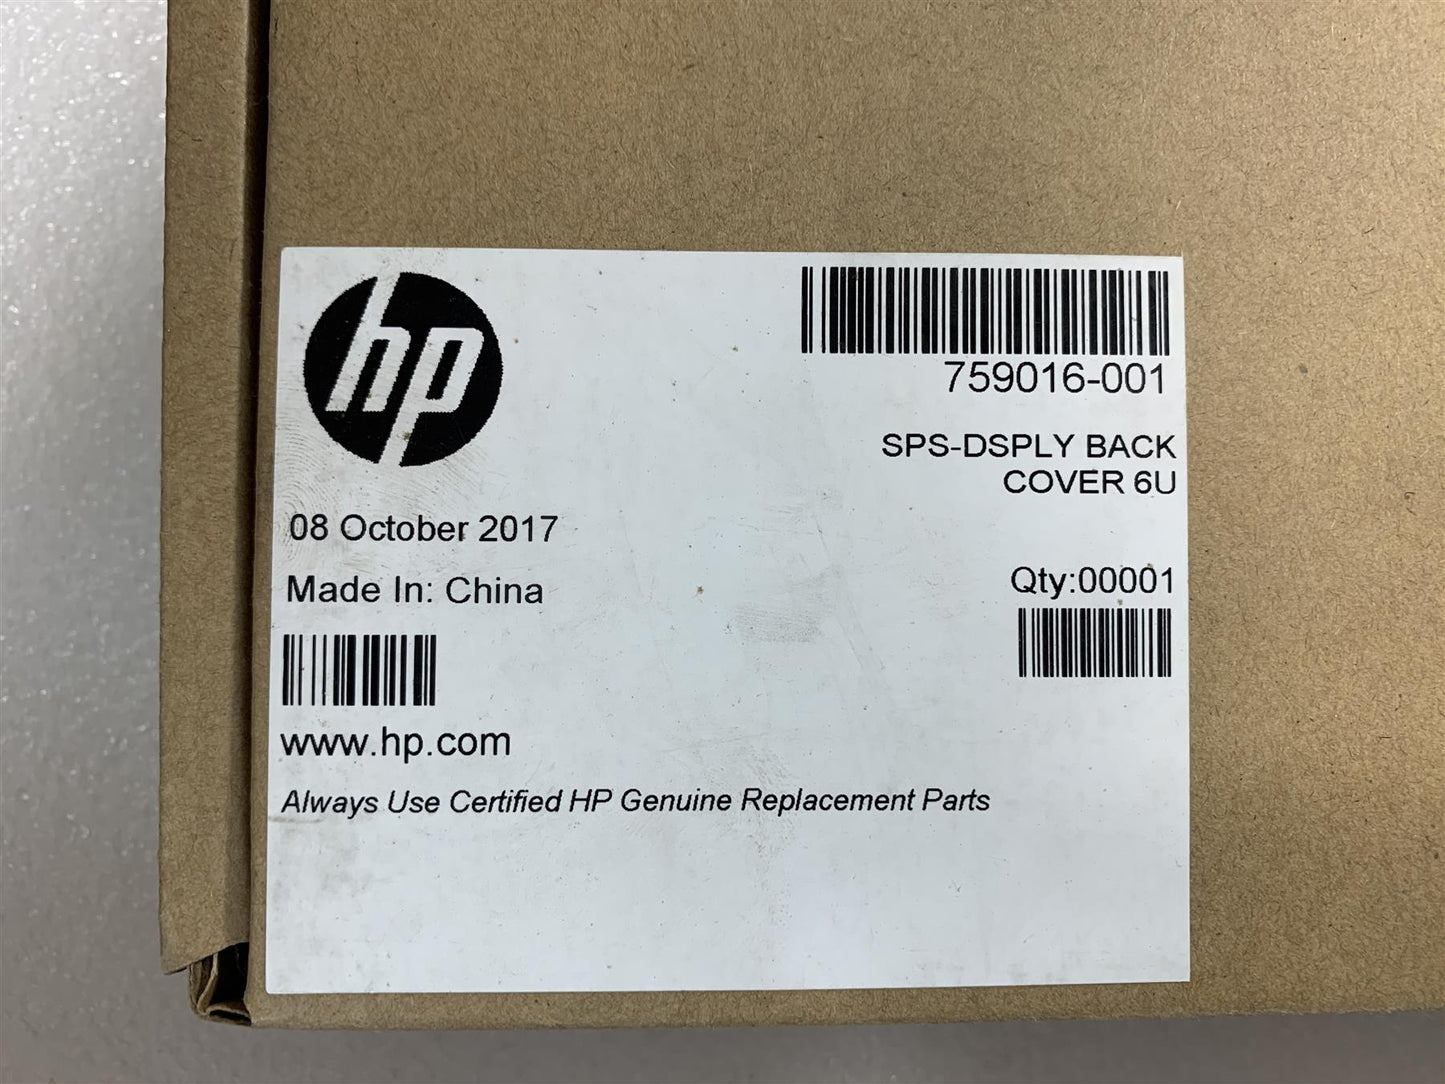 hp
759016-001
SPS-DSPLY BACK
COVER 6U
08 October 2017
Made In: China
Qty:00001
www.hp.com
Always Use Certified HP Genuine Replacement Parts